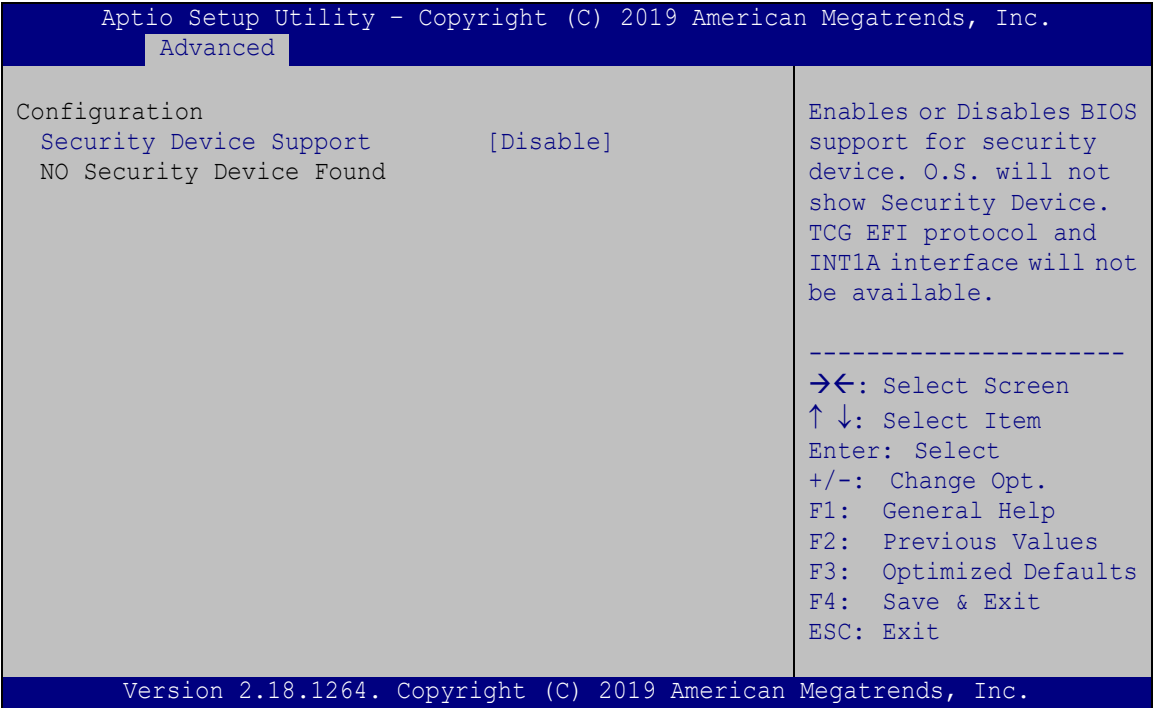 Aptio Setup Utility – Copyright (C) 2019 American Megatrends, Inc.
Advanced
Configuration
Security Device Support [Disable]
NO Security Device Found
Enables or Disables BIOS
support for security
device. O.S. will not
show Security Device.
TCG EFI protocol and
INT1A interface will not
be available.
----------------------
→←: Select Screen
↑ ↓: Select Item
Enter: Select
+/-: Change Opt.
F1: General Help
F2: Previous Values
F3: Optimized Defaults
F4: Save & Exit
ESC: Exit
Version 2.18.1264. Copyright (C) 2019 American Megatrends, Inc.